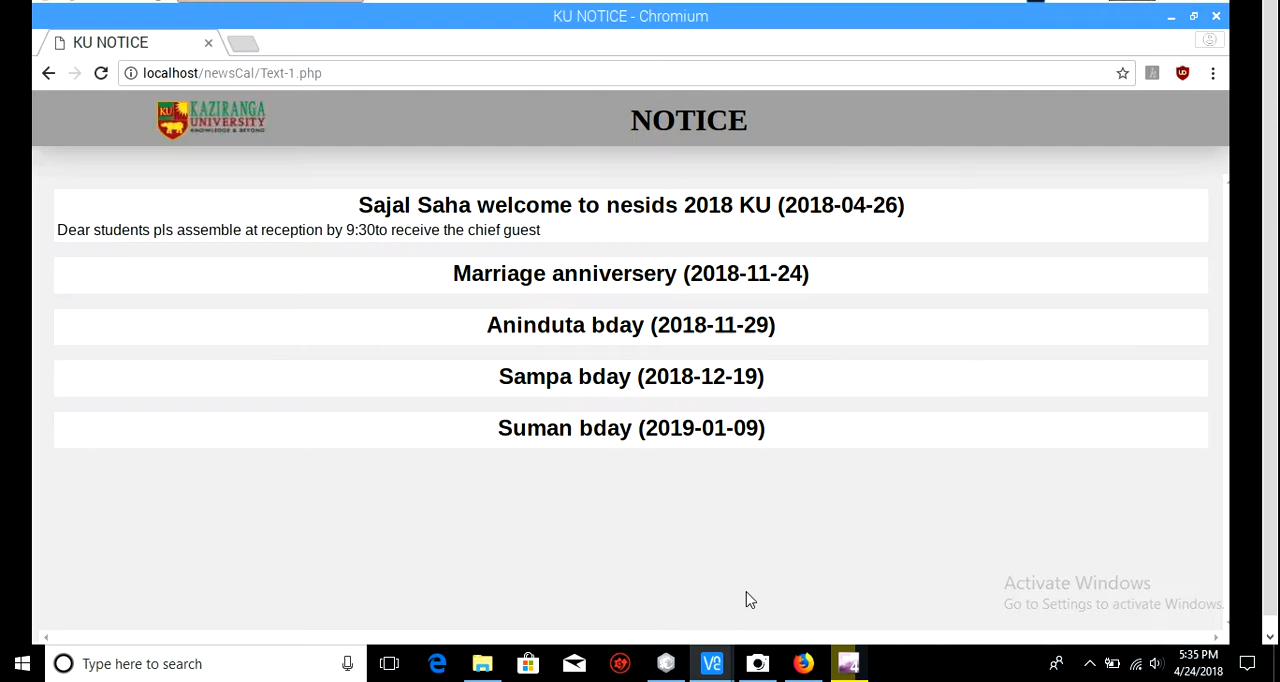 KU NOTICE - Chromium
KU NOTICE
localhost/newsCal/Text-1.php
KU
KAZIRANGA
UNIVERSITY
KNOWLEDGE & BEYOND
NOTICE
Sajal Saha welcome to nesids 2018 KU (2018-04-26)
Dear students pls assemble at reception by 9:30to receive the chief guest
Marriage anniversery (2018-11-24)
Aninduta bday (2018-11-29)
Sampa bday (2018-12-19)
Suman bday (2019-01-09)
Activate Windows
Go to Settings to activate Windows.
Type here to search
5:35 PM
4/24/2018